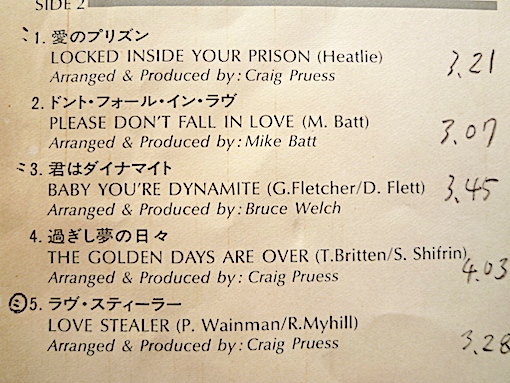 SIDE 2
ミ1. 愛のプリズン
LOCKED INSIDE YOUR PRISON (Heatlie) 3.21
Arranged & Produced by: Craig Pruess
2. ドント・フォール・イン・ラヴ
PLEASE DON'T FALL IN LOVE (M. Batt) 3.07
Arranged & Produced by: Mike Batt
ミ3. 君はダイナマイト
BABY YOU'RE DYNAMITE (G.Fletcher/D. Flett) 3.45
Arranged & Produced by: Bruce Welch
4. 過ぎし夢の日々
THE GOLDEN DAYS ARE OVER (T.Britten/S. Shifrin) 4.03
Arranged & Produced by: Craig Pruess
ミ5. ラヴ・スティーラー
LOVE STEALER (P. Wainman/R.Myhill) 3.28
Arranged & Produced by: Craig Pruess